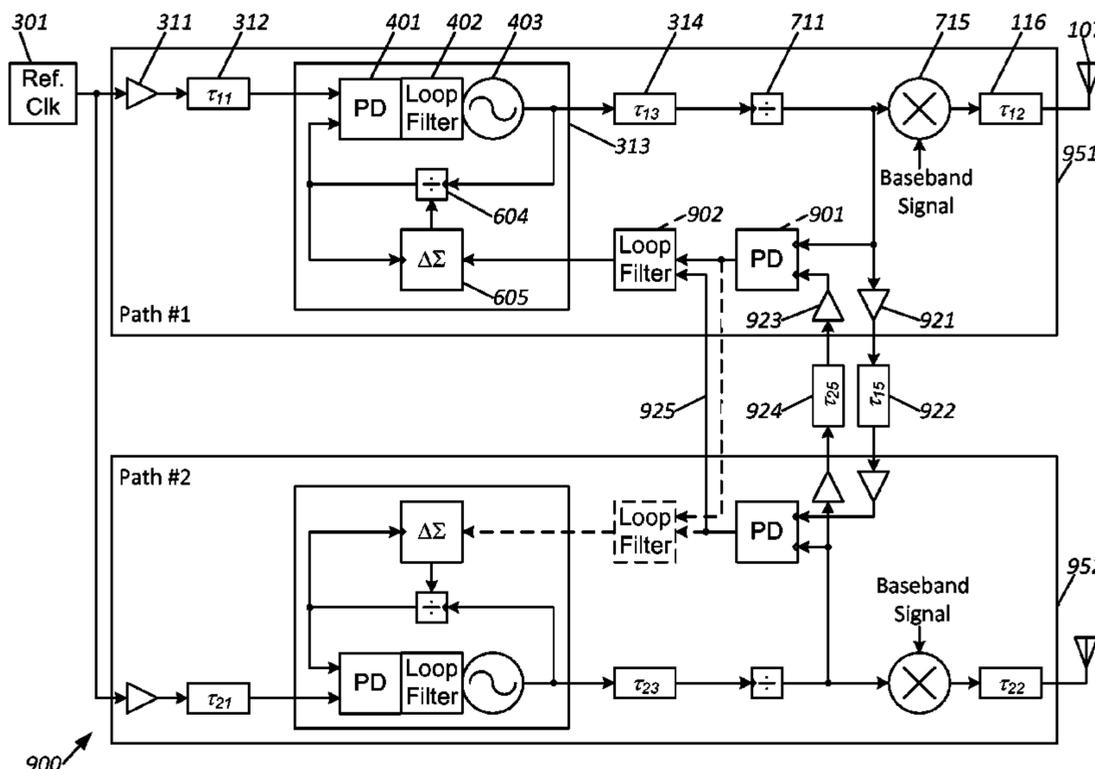 301
311
312
401
402
403
314
711
715
116
107
Ref.
Clk
τ11
PD
Loop
Filter
τ13
÷
τ12
313
951
Baseband
Signal
÷
604
902
901
ΔΣ
Loop
Filter
PD
605
923
921
Path #1
925
924
τ25
τ15
922
Path #2
952
ΔΣ
Loop
Filter
PD
Baseband
Signal
÷
τ21
PD
Loop
Filter
τ23
÷
τ22
900